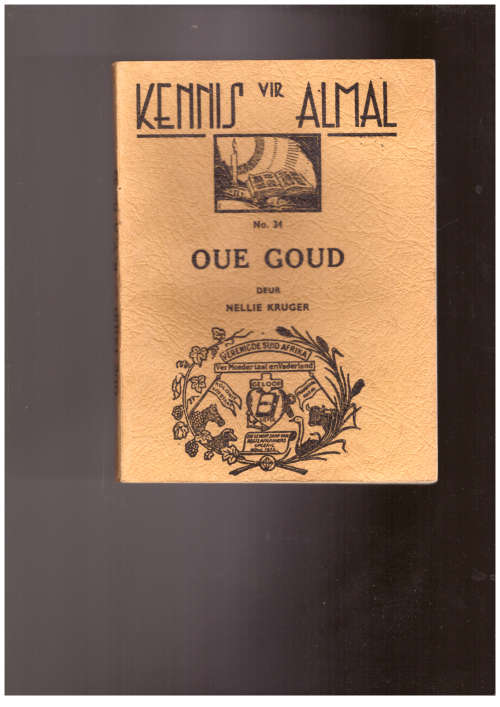 KENNIS VIR ALMAL
No. 34
OUE GOUD
DEUR
NELLIE KRUGER
VERENIGDE SUID AFRIKA
Vir Moedertaal en Vaderland
GELOOF